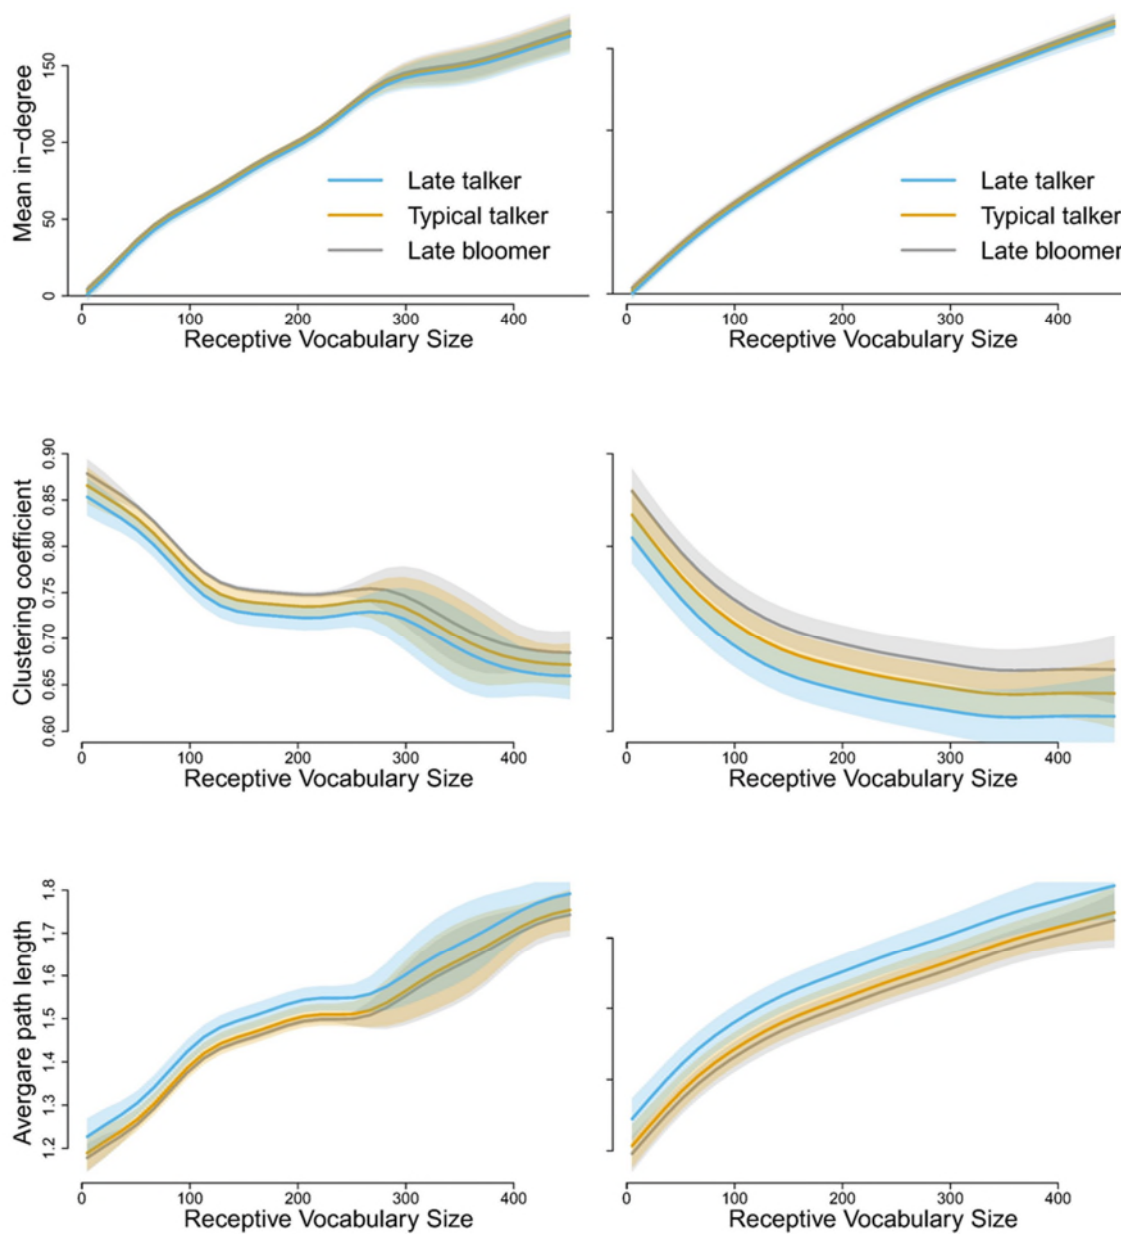 Mean in-degree
150
100
50
0
Late talker
Typical talker
Late bloomer
0 100 200 300 400
Receptive Vocabulary Size
Late talker
Typical talker
Late bloomer
0 100 200 300 400
Receptive Vocabulary Size
Clustering coefficient
0.90
0.85
0.80
0.75
0.70
0.65
0.60
0 100 200 300 400
Receptive Vocabulary Size
0 100 200 300 400
Receptive Vocabulary Size
Avergare path length
1.8
1.7
1.6
1.5
1.4
1.3
1.2
0 100 200 300 400
Receptive Vocabulary Size
0 100 200 300 400
Receptive Vocabulary Size